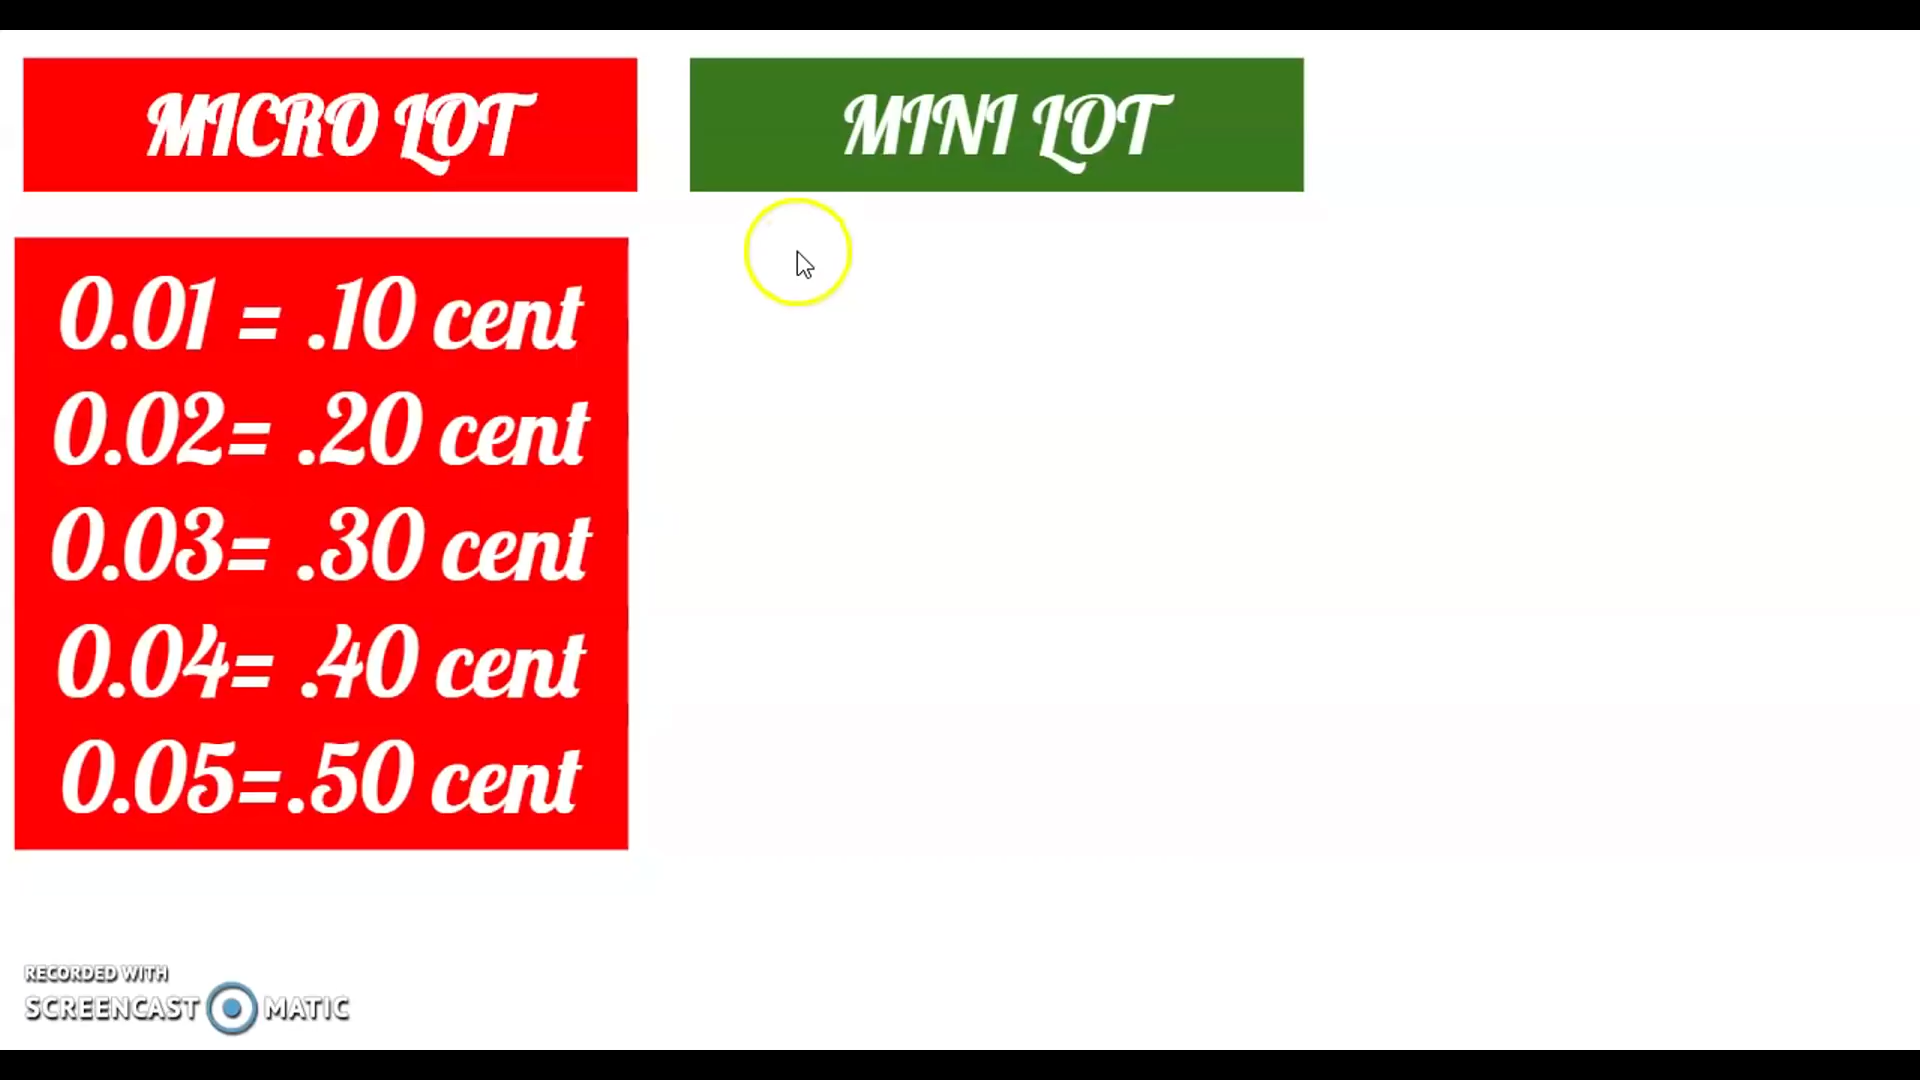 MICRO LOT
MINI LOT
0.01 = .10 cent
0.02= .20 cent
0.03= .30 cent
0.04= .40 cent
0.05=.50 cent
RECORDED WITH
SCREENCAST MATIC